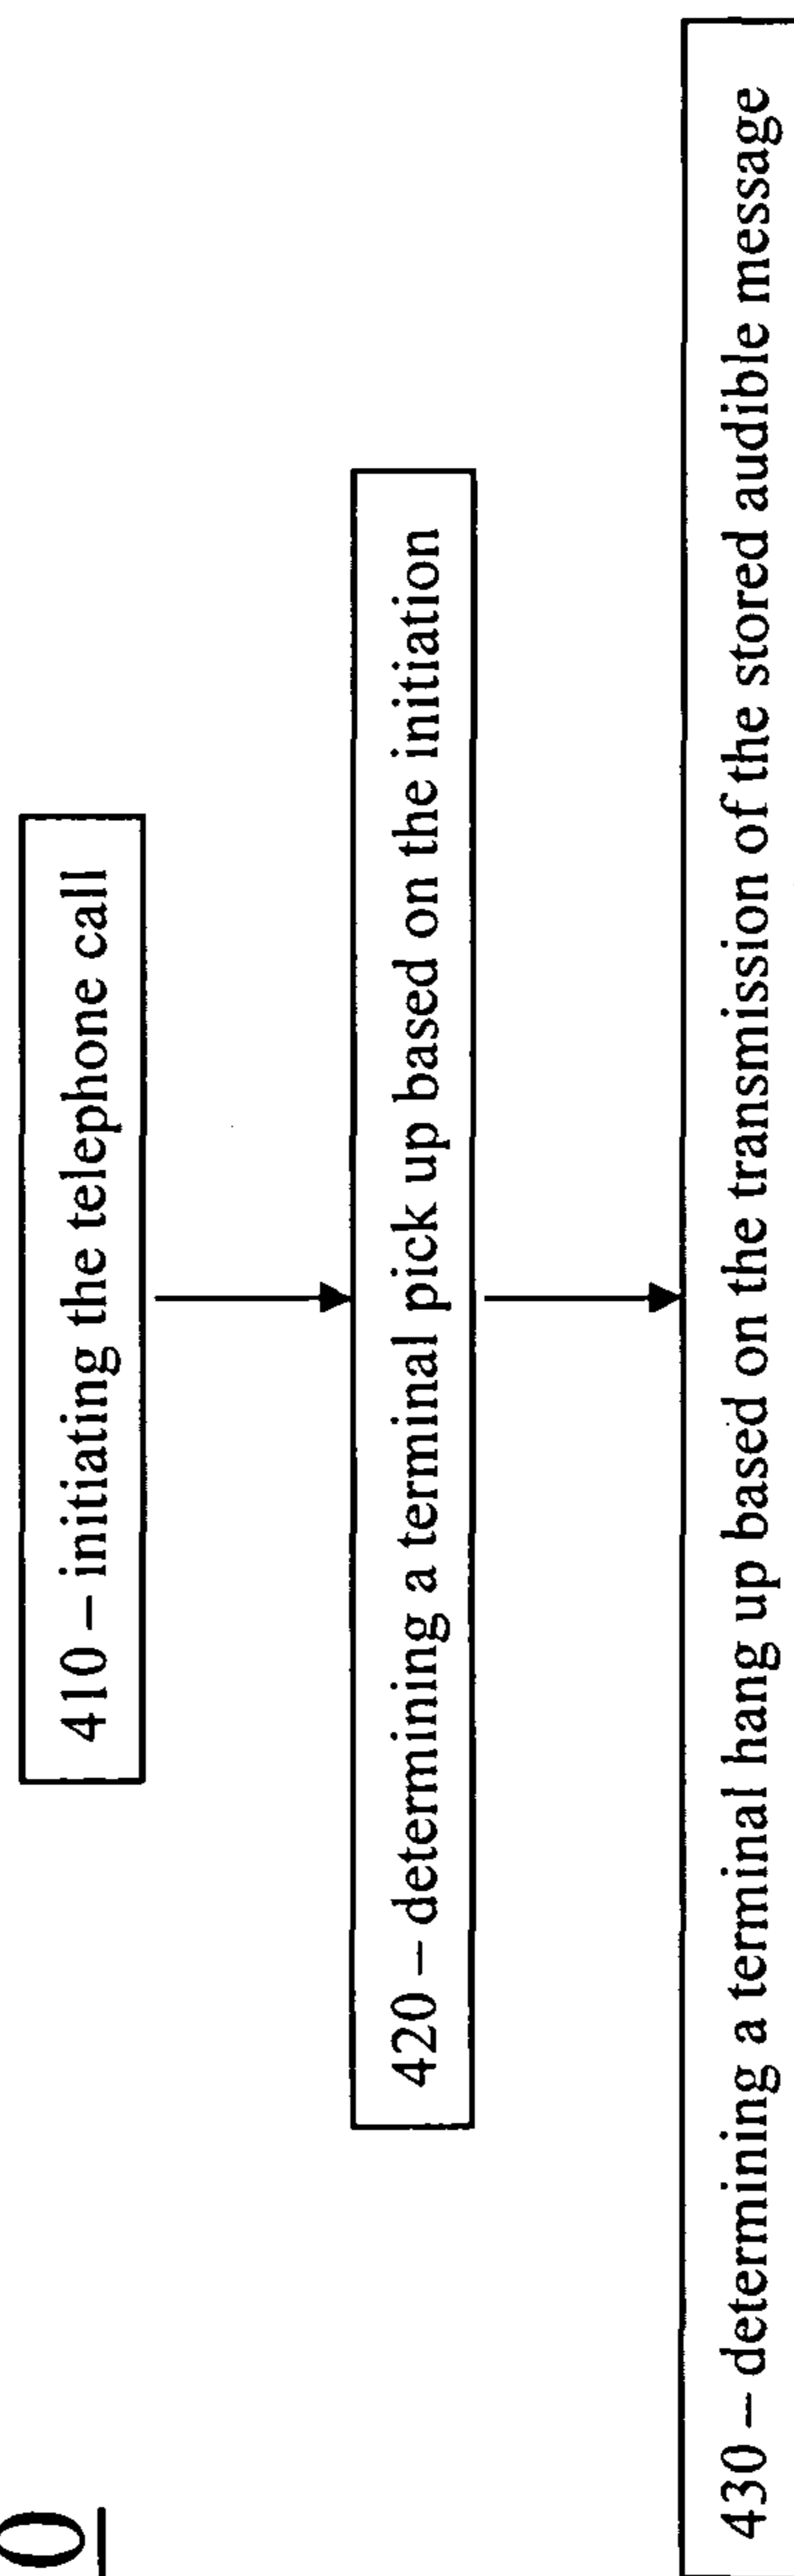 0
410 – initiating the telephone call
420 – determining a terminal pick up based on the initiation
430 – determining a terminal hang up based on the transmission of the stored audible message